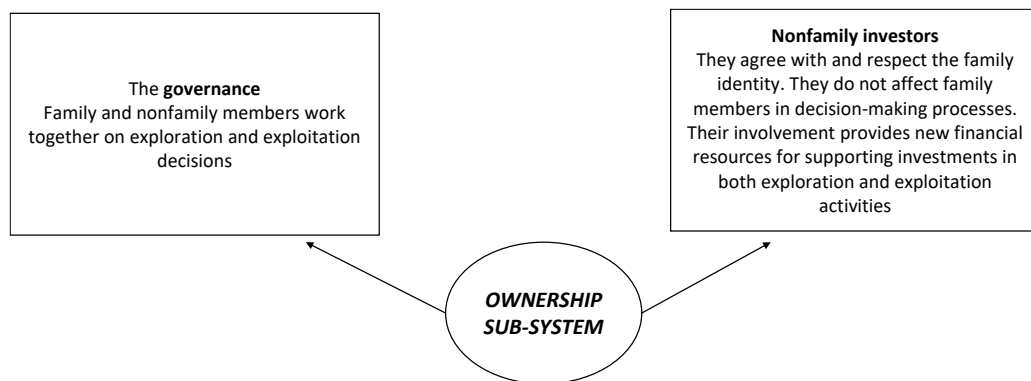 The governance
Family and nonfamily members work
together on exploration and exploitation
decisions
Nonfamily investors
They agree with and respect the family
identity. They do not affect family
members in decision-making processes.
Their involvement provides new financial
resources for supporting investments in
both exploration and exploitation
activities
OWNERSHIP
SUB-SYSTEM